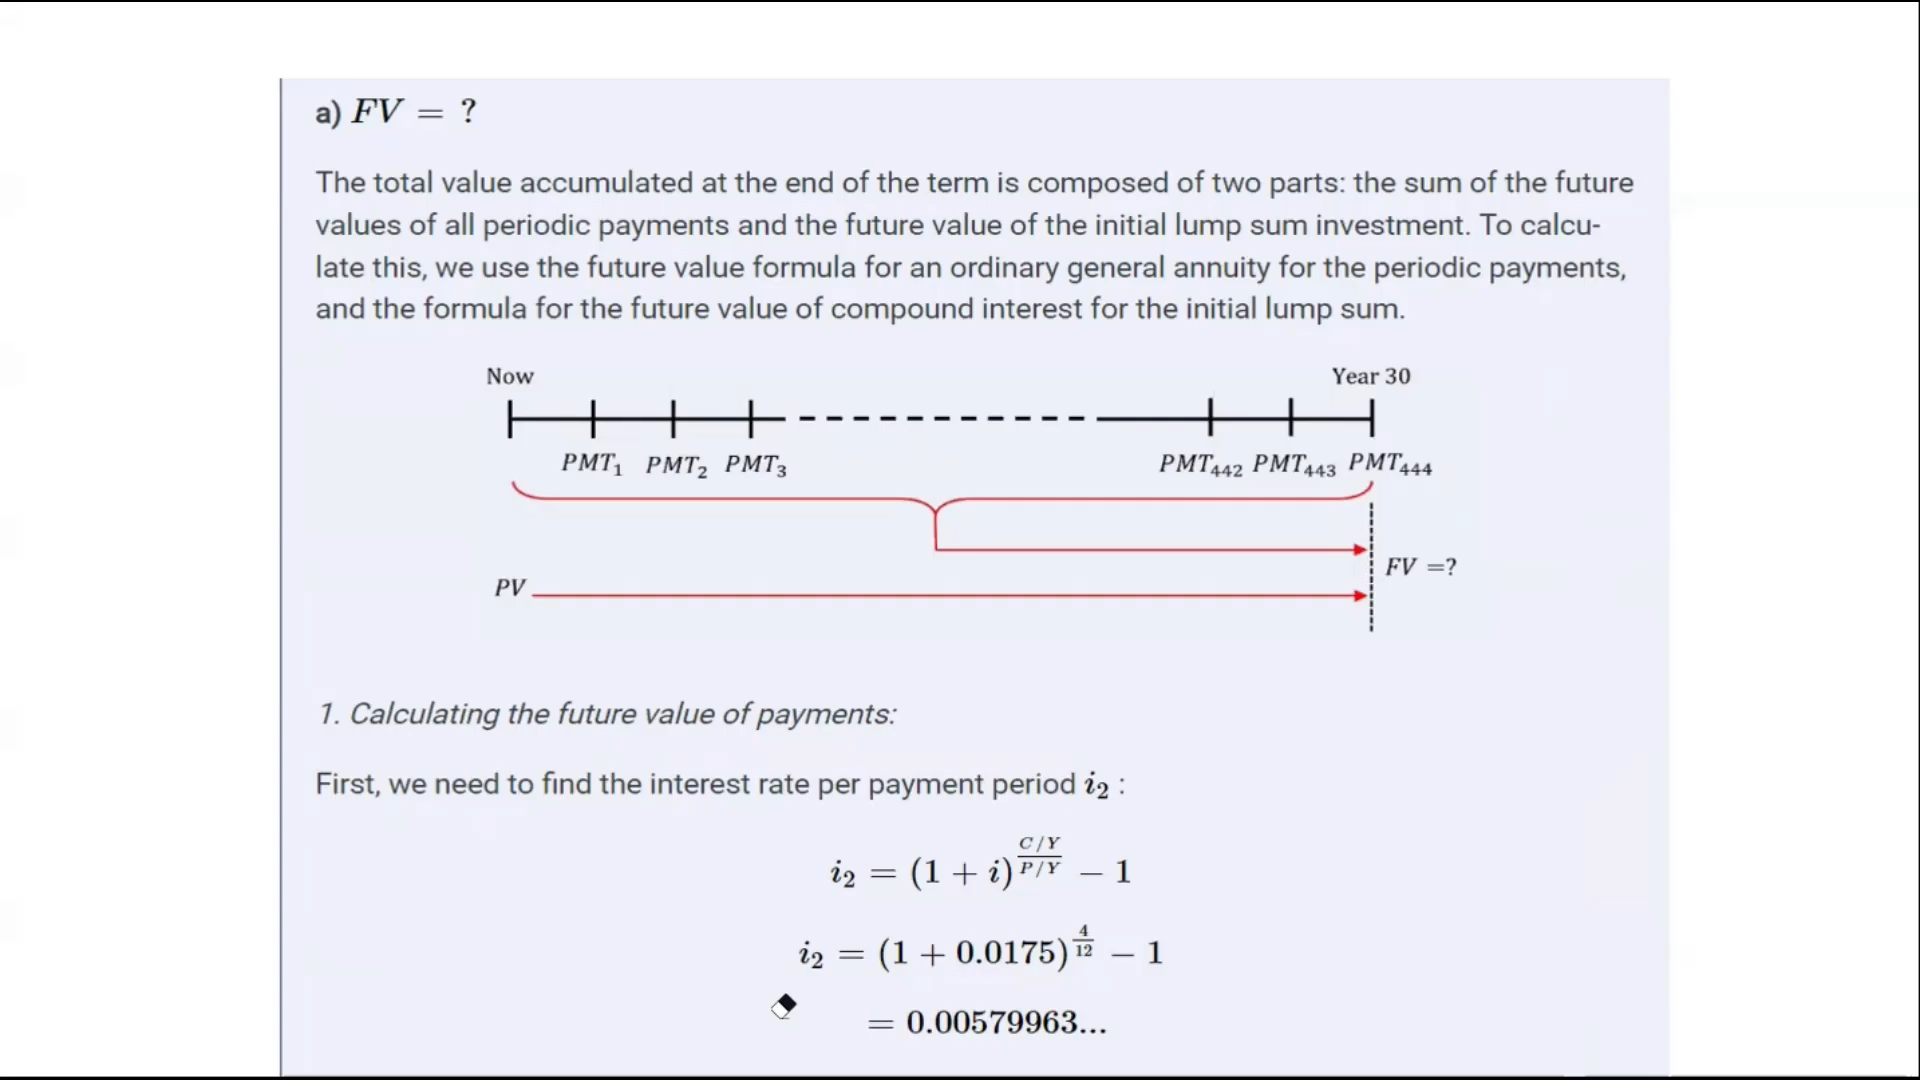 a) FV = ?
The total value accumulated at the end of the term is composed of two parts: the sum of the future
values of all periodic payments and the future value of the initial lump sum investment. To calcu-
late this, we use the future value formula for an ordinary general annuity for the periodic payments,
and the formula for the future value of compound interest for the initial lump sum.
Now Year 30
PMT₁ PMT₂ PMT₃ PMT₄₄₂ PMT₄₄₃ PMT₄₄₄
FV =?
PV
1. Calculating the future value of payments:
First, we need to find the interest rate per payment period i₂ :
i₂ = (1 + i)^(C/Y / P/Y) − 1
i₂ = (1 + 0.0175)^(4/12) − 1
= 0.00579963...